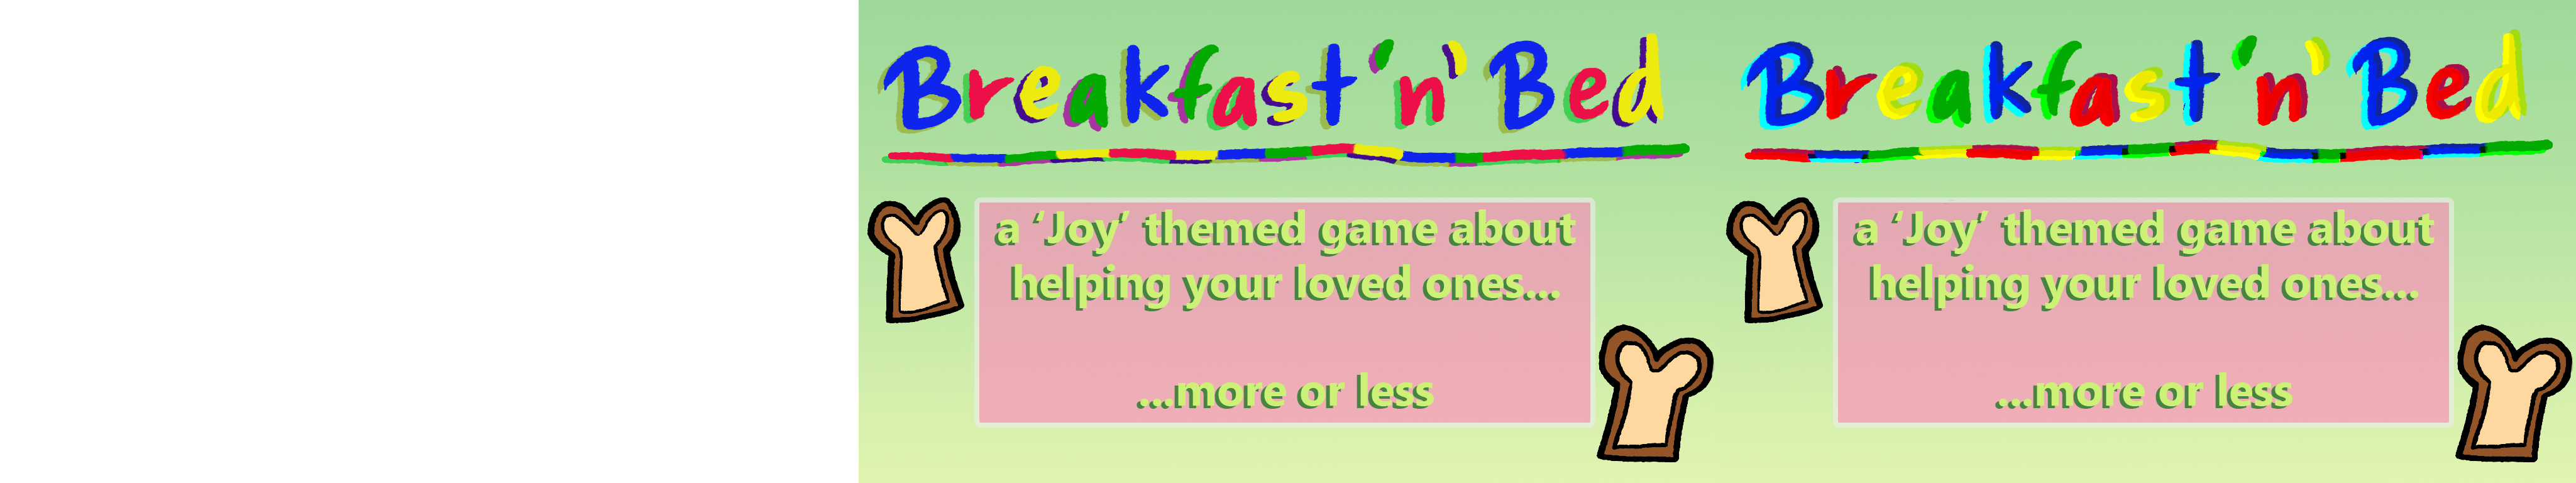 Breakfast 'n' Bed
a ‘Joy’ themed game about
helping your loved ones...
...more or less
Breakfast 'n' Bed
a ‘Joy’ themed game about
helping your loved ones...
...more or less